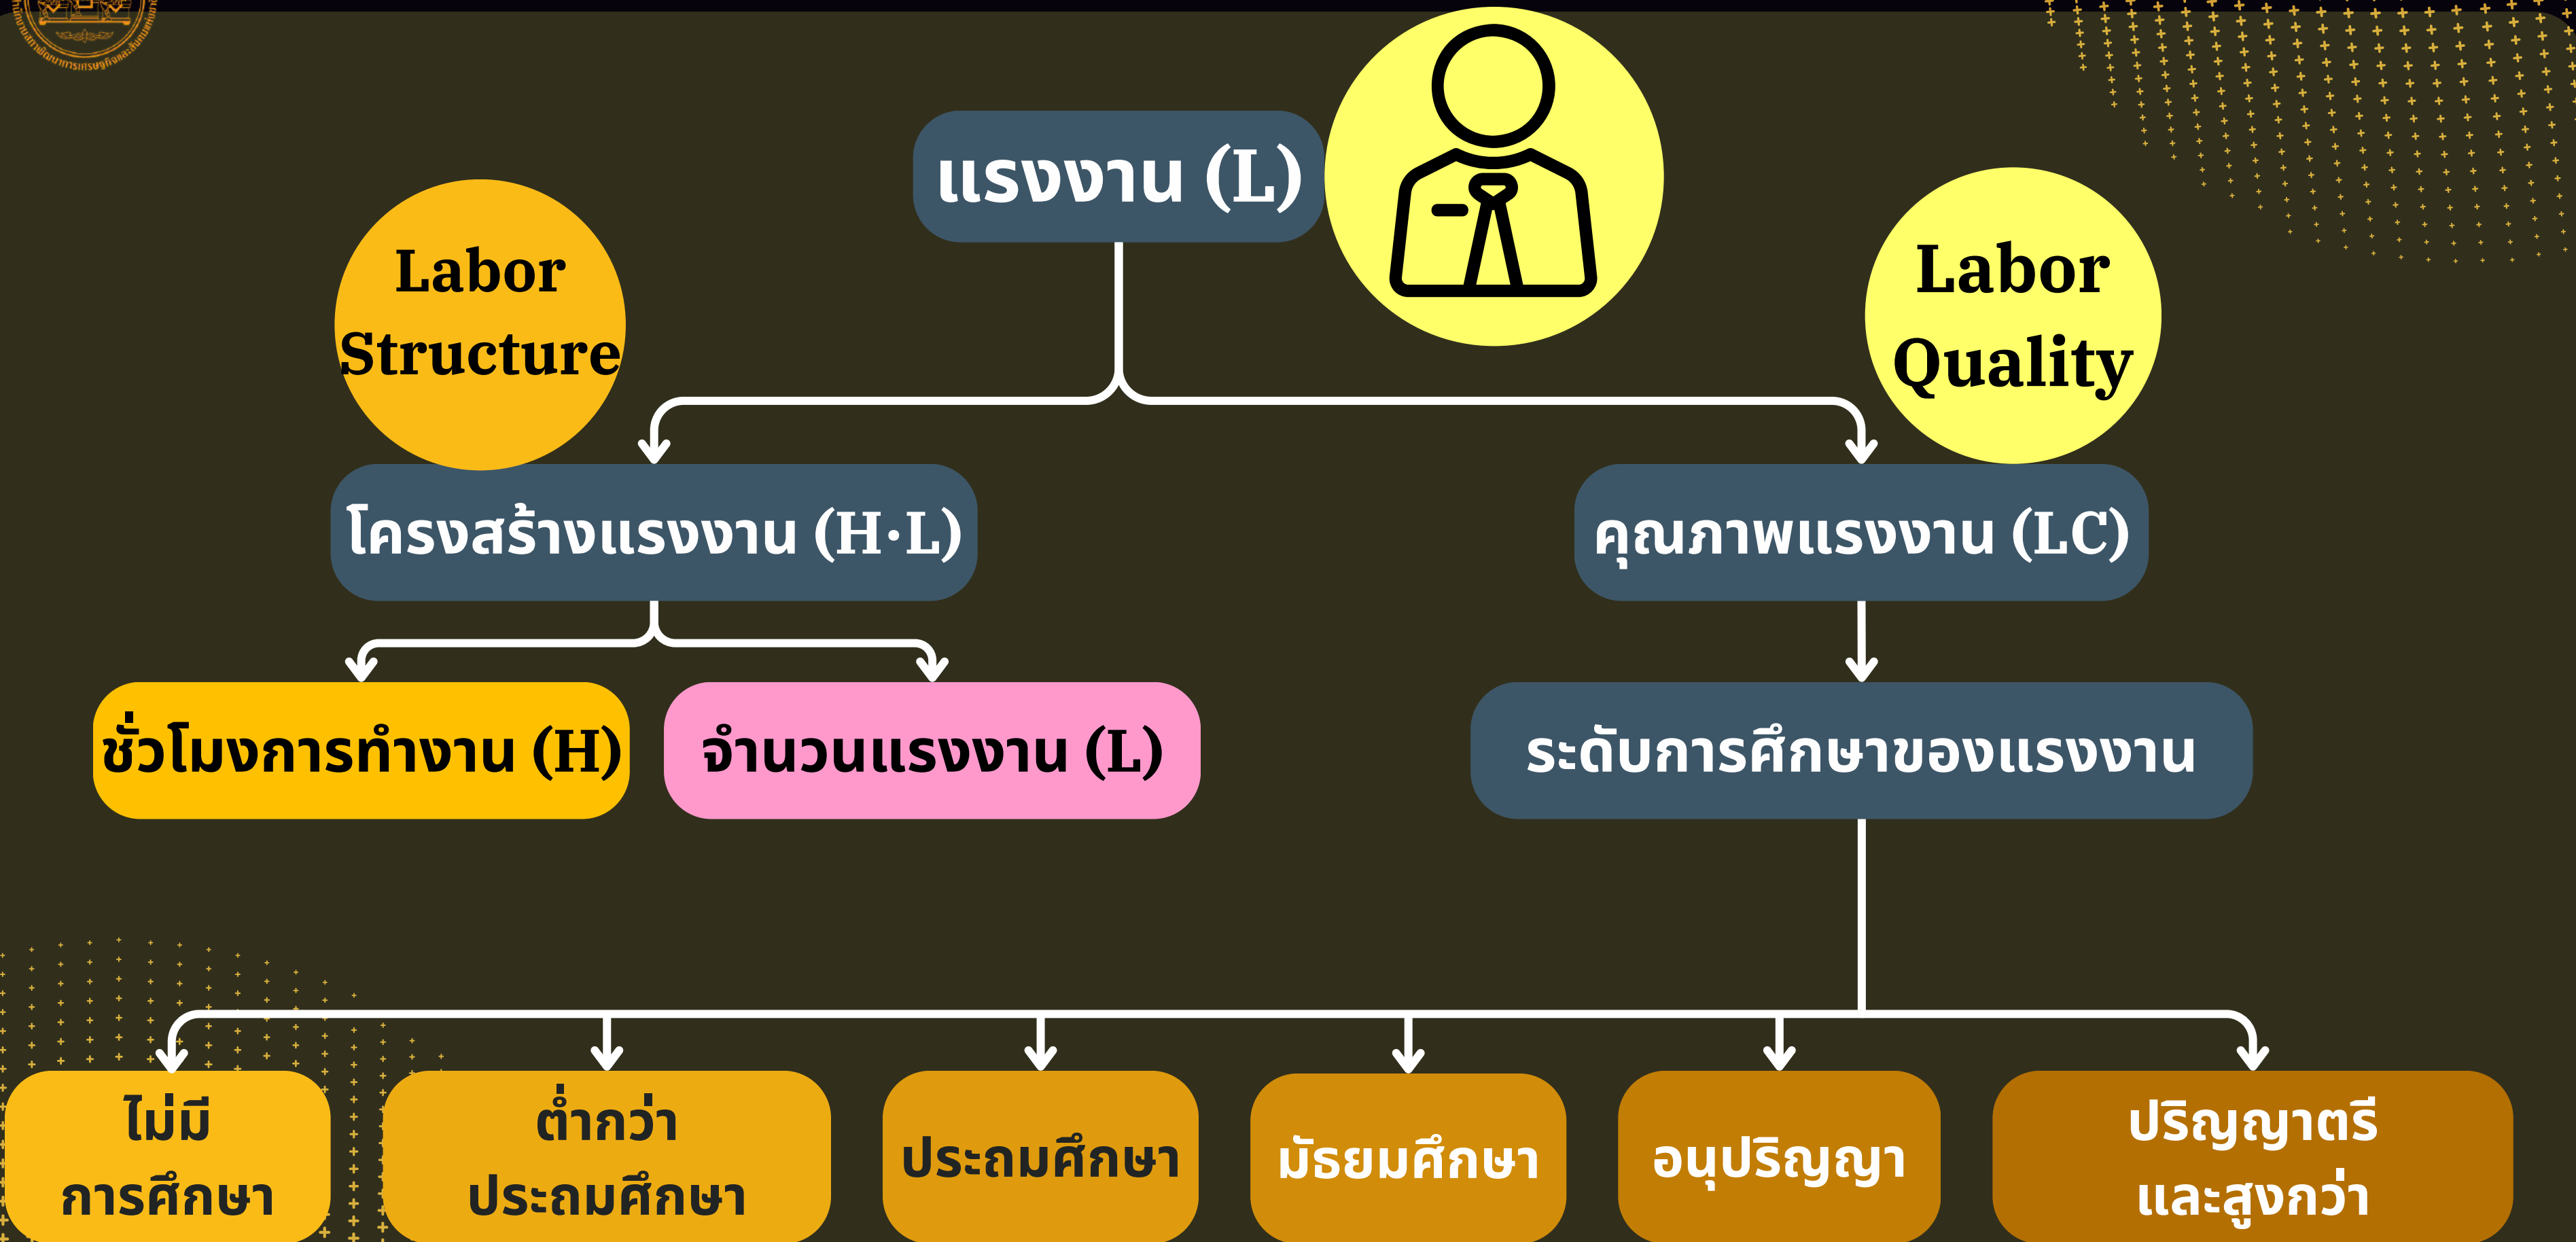 แรงงาน (L)
Labor
Structure
Labor
Quality
โครงสร้างแรงงาน (H·L)
คุณภาพแรงงาน (LC)
ชั่วโมงการทำงาน (H)
จำนวนแรงงาน (L)
ระดับการศึกษาของแรงงาน
ไม่มี
การศึกษา
ต่ำกว่า
ประถมศึกษา
ประถมศึกษา
มัธยมศึกษา
อนุปริญญา
ปริญญาตรี
และสูงกว่า